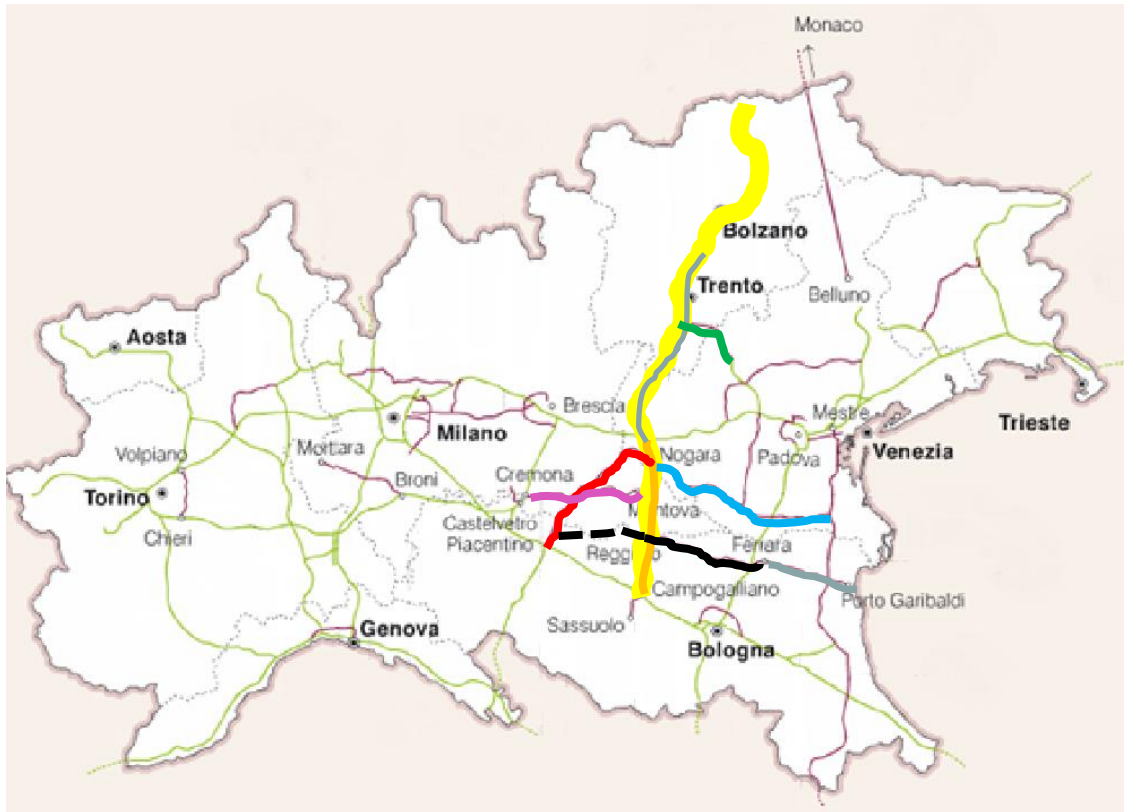 Monaco
Bolzano
Trento
Belluno
Aosta
Brescia
Mestre
Trieste
Milano
Venezia
Mortara
Nogara
Padova
Volpiano
Cremona
Broni
Torino
Mantova
Castelvetro
Piacentino
Chieri
Ferrara
Campogalliano
Porto Garibaldi
Sassuolo
Genova
Bologna